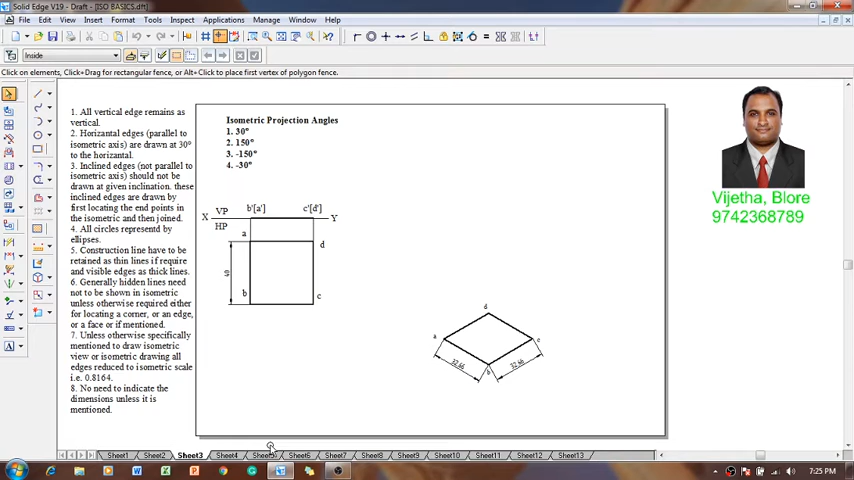 Solid Edge V19 - Draft - [ISO BASICS.dft]
File Edit View Insert Format Tools Inspect Applications Manage Window Help
Inside
Click on elements, Click+Drag for rectangular fence, or Alt+Click to place first vertex of polygon fence.
1. All vertical edge remains as
vertical.
2. Horizantal edges (parallel to
isometric axis) are drawn at 30°
to the horizantal.
3. Inclined edges (not parallel to
isometric axis) should not be
drawn at given inclination. these
inclined edges are drawn by
first locating the end points in
the isometric and then joined.
4. All circles representd by
ellipses.
5. Construction line have to be
retained as thin lines if require
and visible edges as thick lines.
6. Generally hidden lines need
not to be shown in isometric
unless otherwise required either
for locating a corner, or an edge,
or a face or if mentioned.
7. Unless otherwise specifically
mentioned to draw isometric
view or isometric drawing all
edges reduced to isometric scale
i.e. 0.8164.
8. No need to indicate the
dimensions unless it is
mentioned.
Isometric Projection Angles
1. 30°
2. 150°
3. -150°
4. -30°
b'[a'] c'[d']
X VP Y
HP
a d
40
b c
d
a c
b
32.66 32.66
Vijetha, Blore
9742368789
Sheet1 Sheet2 Sheet3 Sheet4 Sheet5 Sheet6 Sheet7 Sheet8 Sheet9 Sheet10 Sheet11 Sheet12 Sheet13
7:25 PM